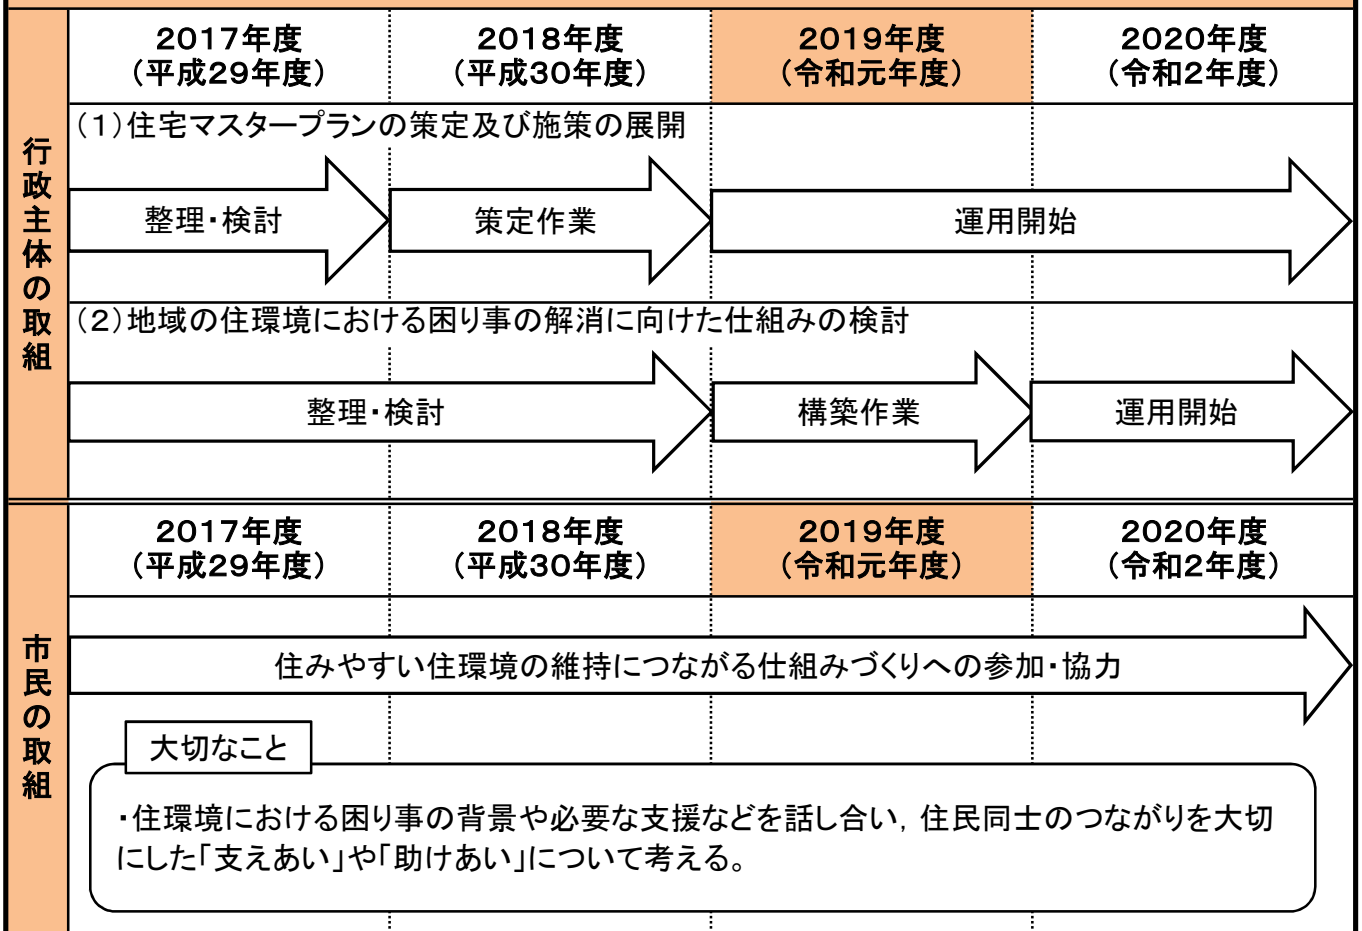 行政主体の取組
2017年度 2018年度 2019年度 2020年度
(平成29年度) (平成30年度) (令和元年度) (令和2年度)
(1)住宅マスタープランの策定及び施策の展開
整理・検討 策定作業 運用開始
(2)地域の住環境における困り事の解消に向けた仕組みの検討
整理・検討 構築作業 運用開始
市民の取組
2017年度 2018年度 2019年度 2020年度
(平成29年度) (平成30年度) (令和元年度) (令和2年度)
住みやすい住環境の維持につながる仕組みづくりへの参加・協力
大切なこと
・住環境における困り事の背景や必要な支援などを話し合い,住民同士のつながりを大切
にした「支えあい」や「助けあい」について考える。